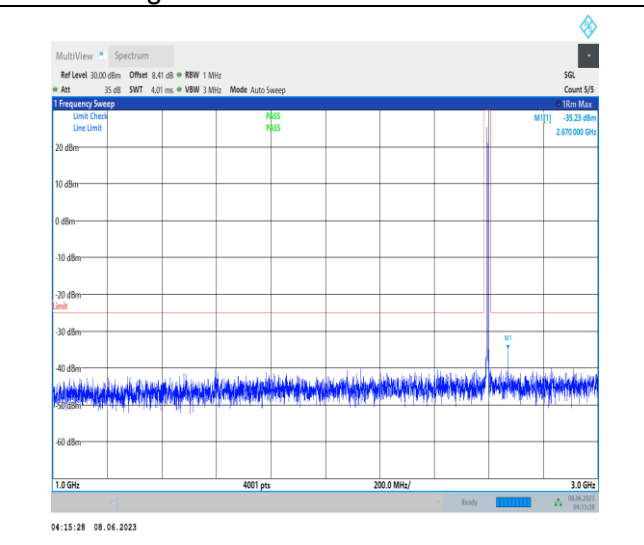 MultiView Spectrum
Ref Level 30.00 dBm Offset 8.41 dB RBW 1 MHz SGL
Att 35 dB SWT 4.01 ms VBW 3 MHz Mode Auto Sweep Count 5/5
1 Frequency Sweep 1Rm Max
Limit Check PASS M1[1] -35.23 dBm
Line Limit PASS 2.670 000 GHz
20 dBm
10 dBm
0 dBm
-10 dBm
-20 dBm
Limit
-30 dBm
M1
-40 dBm
-50 dBm
-60 dBm
1.0 GHz 4001 pts 200.0 MHz/ 3.0 GHz
Ready 08.06.2023
04:15:28
04:15:28 08.06.2023